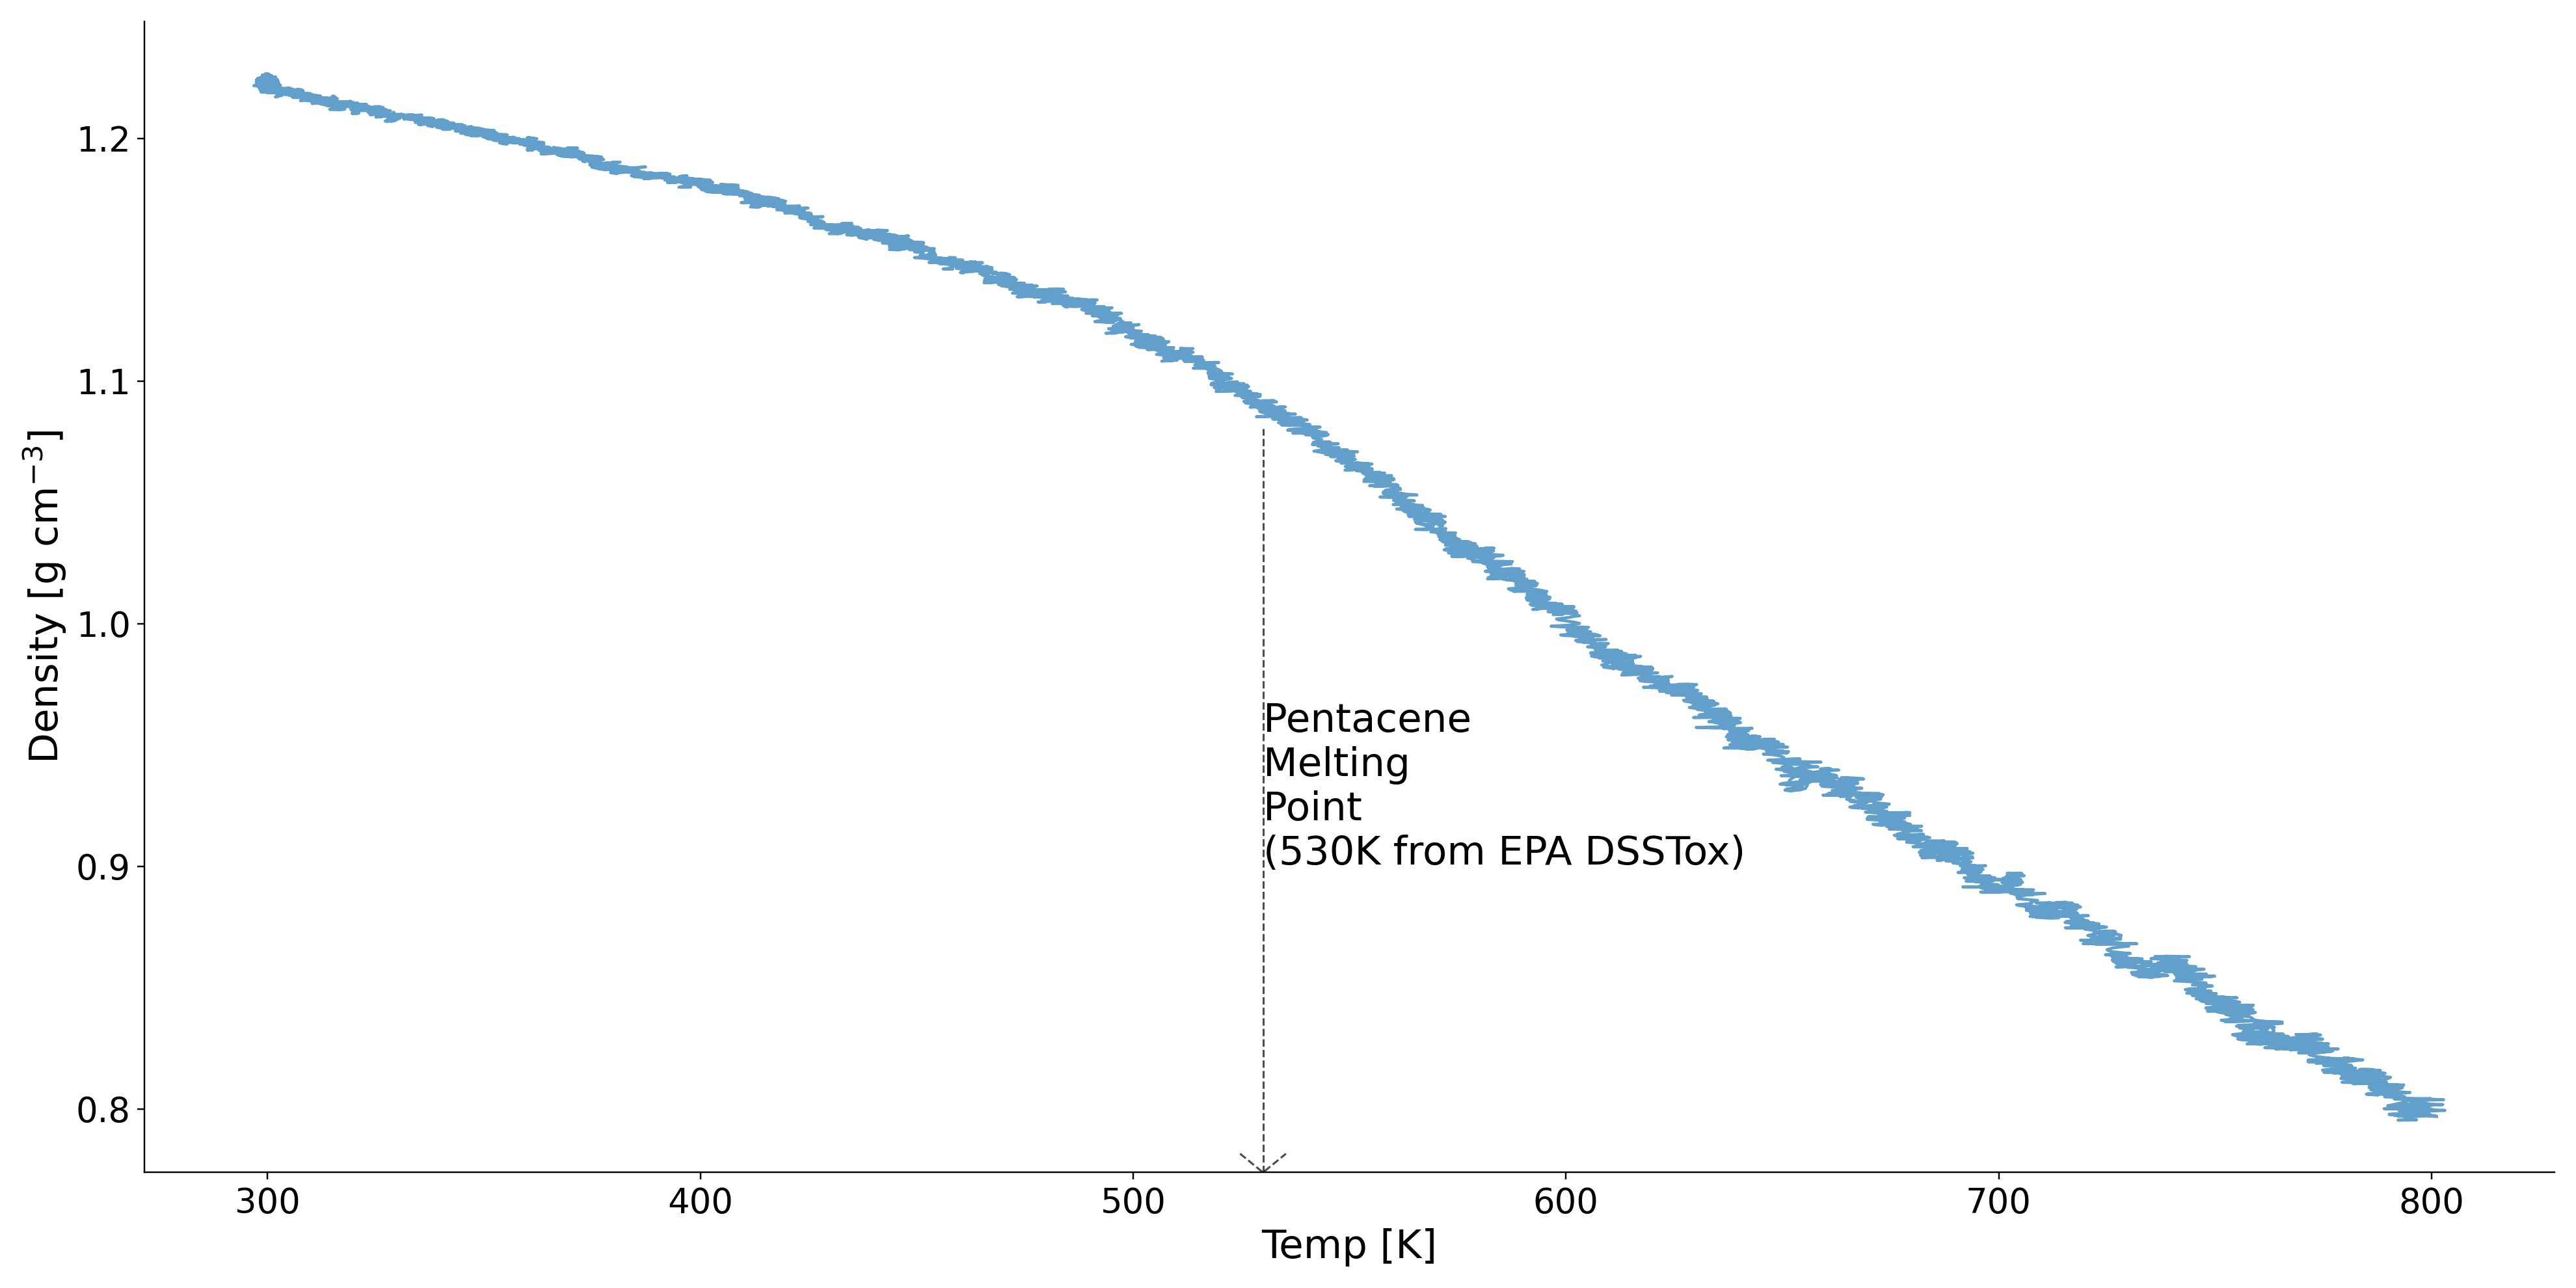 1.2
1.1
1.0
0.9
0.8
Density [g cm⁻³]
Pentacene
Melting
Point
(530K from EPA DSSTox)
300 400 500 600 700 800
Temp [K]